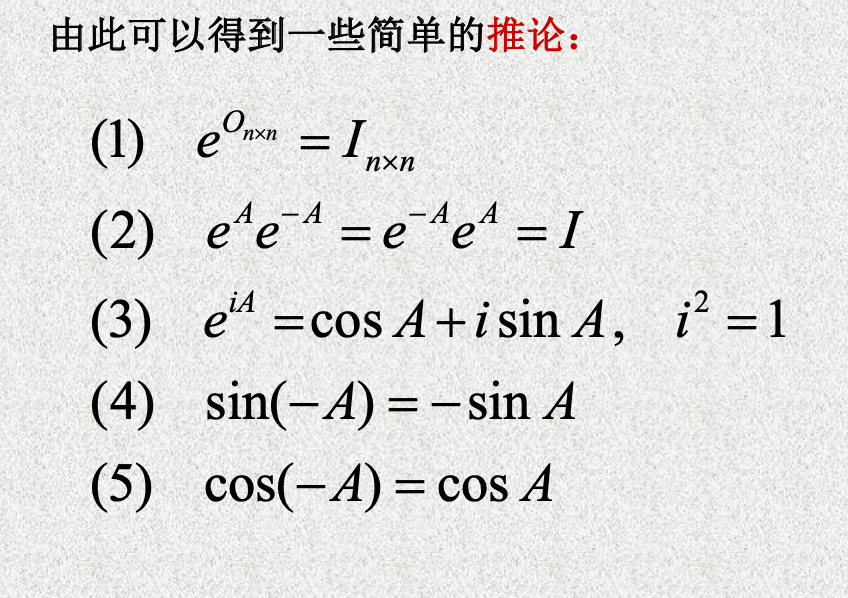 由此可以得到一些简单的推论：
(1) e^{O_{n×n}} = I_{n×n}
(2) e^{A}e^{-A} = e^{-A}e^{A} = I
(3) e^{iA} = cos A + i sin A, i^{2} = 1
(4) sin(-A) = -sin A
(5) cos(-A) = cos A